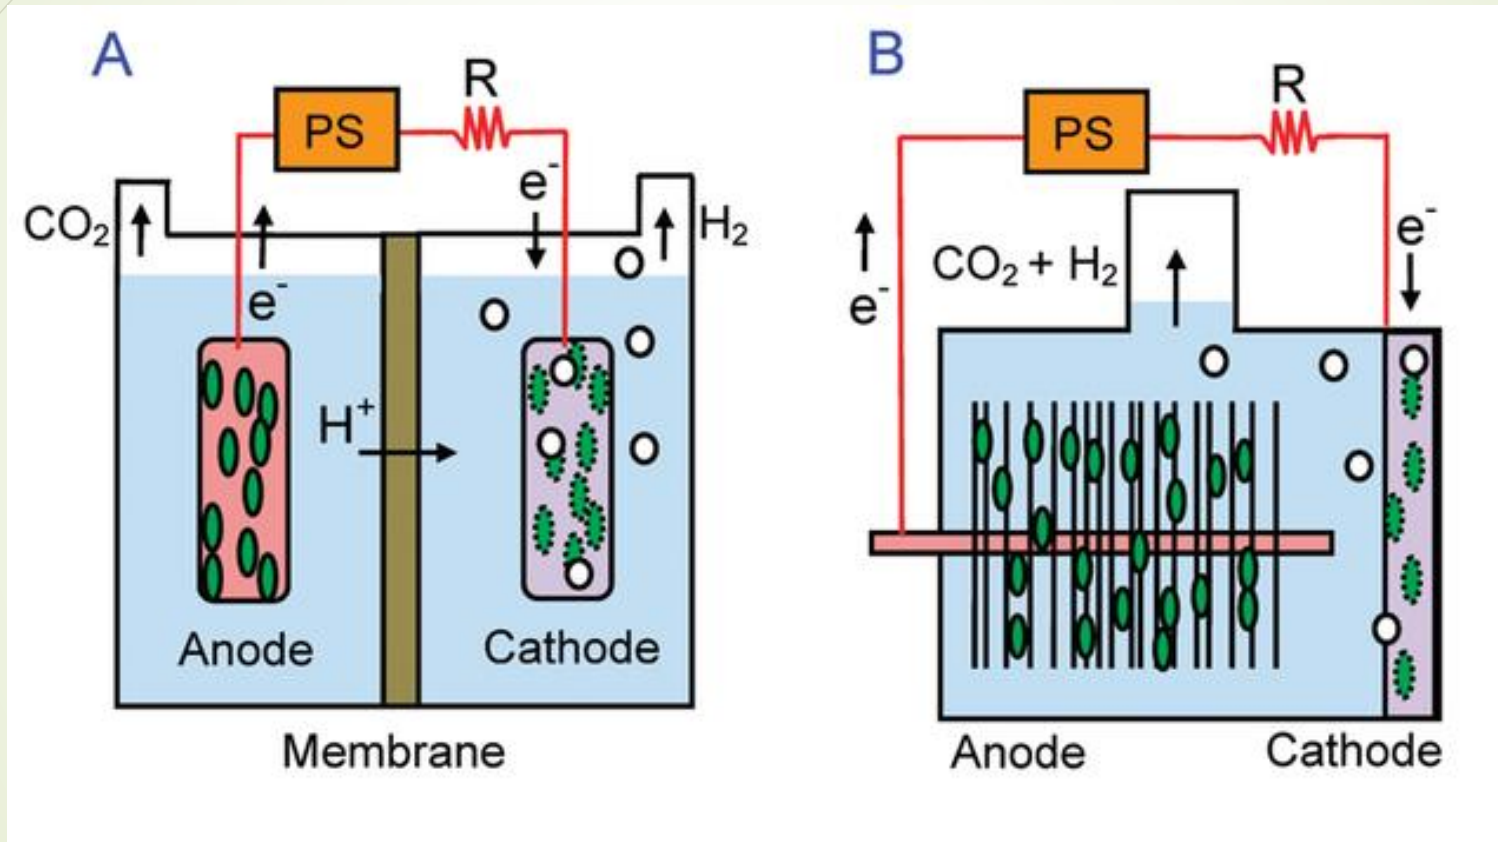 A
PS
R
CO₂
e⁻
e⁻
H₂
H⁺
Anode
Cathode
Membrane
B
PS
R
e⁻
CO₂ + H₂
e⁻
Anode
Cathode